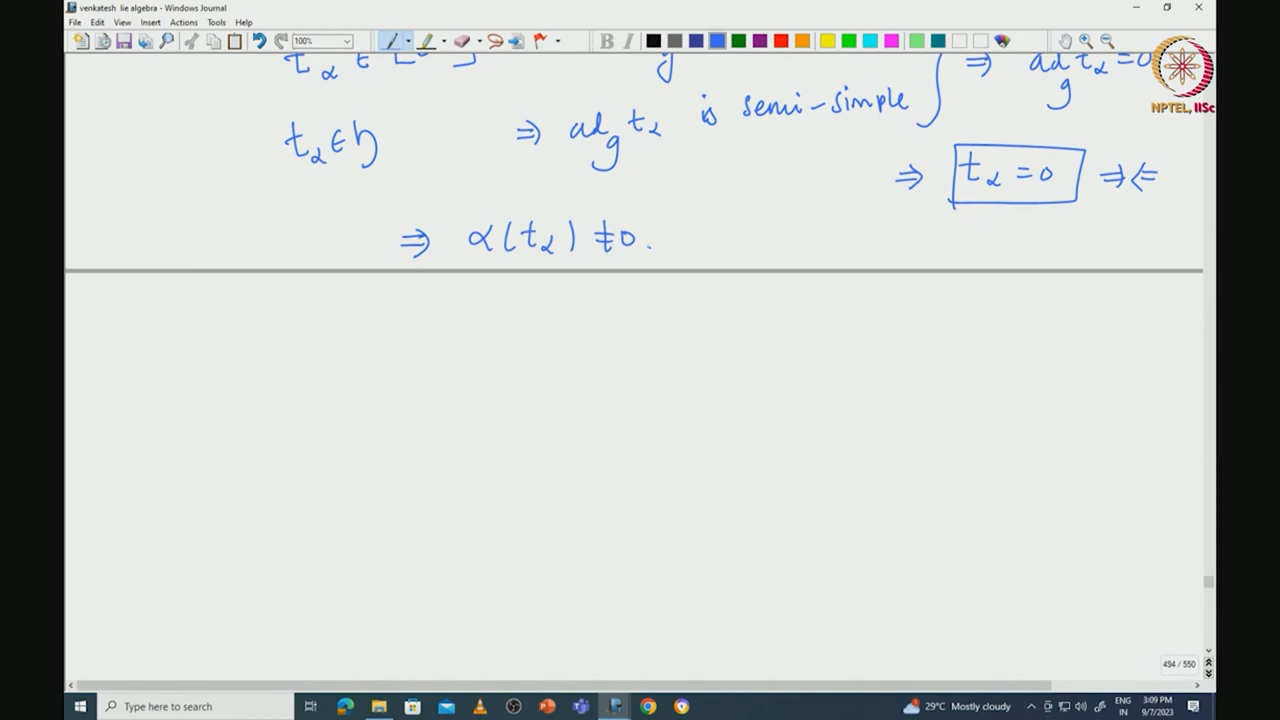 venkatesh lie algebra - Windows Journal
File Edit View Insert Actions Tools Help
100%
B I
NPTEL, IISc
t_α ∈ [ ] ⇒ ad_g t_α = 0
t_α ∈ h ⇒ ad_g t_α is semi-simple
⇒ t_α = 0 ⇒⇐
⇒ α(t_α) ≠ 0.
494 / 550
Type here to search
29°C Mostly cloudy
ENG
IN
3:09 PM
9/7/2023